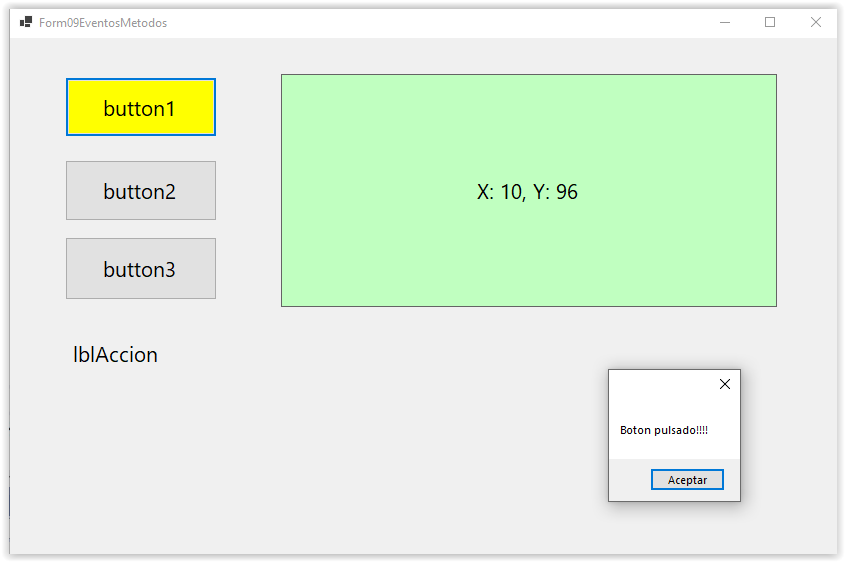 Form09EventosMetodos
button1
button2
button3
X: 10, Y: 96
lblAccion
Boton pulsado!!!!
Aceptar